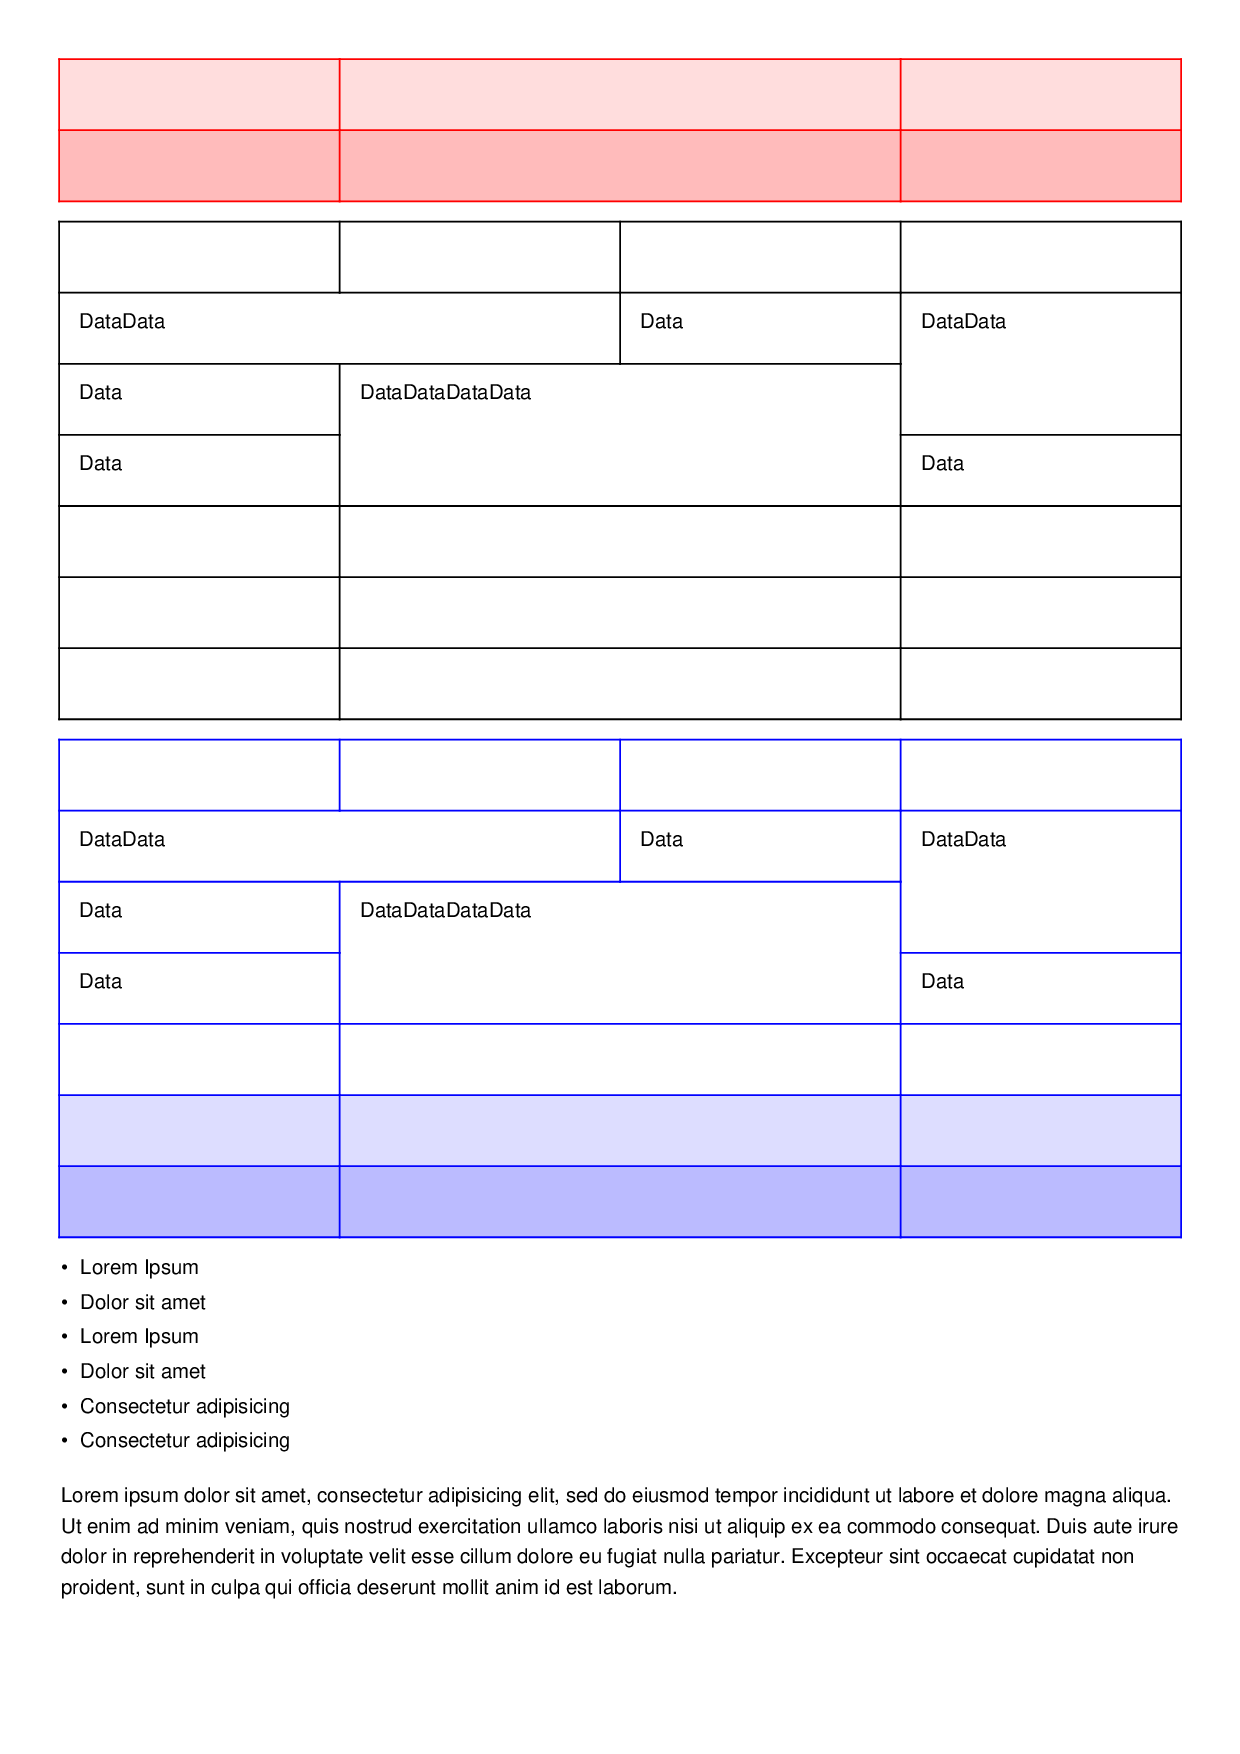 DataData Data DataData
Data DataDataDataData
Data Data
DataData Data DataData
Data DataDataDataData
Data Data
• Lorem Ipsum
• Dolor sit amet
• Lorem Ipsum
• Dolor sit amet
• Consectetur adipisicing
• Consectetur adipisicing
Lorem ipsum dolor sit amet, consectetur adipisicing elit, sed do eiusmod tempor incididunt ut labore et dolore magna aliqua.
Ut enim ad minim veniam, quis nostrud exercitation ullamco laboris nisi ut aliquip ex ea commodo consequat. Duis aute irure
dolor in reprehenderit in voluptate velit esse cillum dolore eu fugiat nulla pariatur. Excepteur sint occaecat cupidatat non
proident, sunt in culpa qui officia deserunt mollit anim id est laborum.